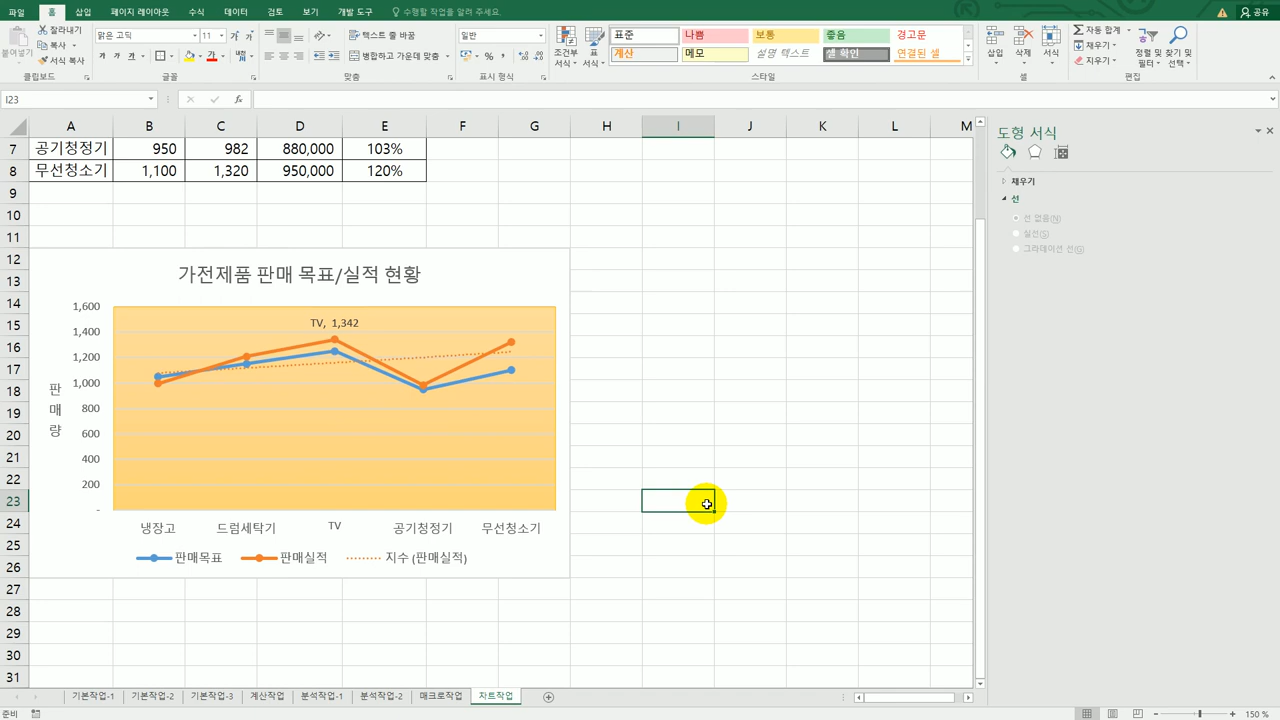 파일 홈 삽입 페이지 레이아웃 수식 데이터 검토 보기 개발 도구 수행할 작업을 알려 주세요. 공유
붙여넣기 잘라내기 복사 서식 복사
클립보드
맑은 고딕 11
가 가 가 가 가
글꼴
텍스트 줄 바꿈
병합하고 가운데 맞춤
맞춤
일반
%
표시 형식
조건부 서식 표 서식
표준 나쁨 보통 좋음 경고문
계산 메모 설명 텍스트 셀 확인 연결된 셀
스타일
삽입 삭제 서식
셀
자동 합계
채우기
지우기
정렬 및 필터 찾기 및 선택
편집
I23 fx
A B C D E F G H I J K L M
7 공기청정기 950 982 880,000 103%
8 무선청소기 1,100 1,320 950,000 120%
9
10
11
12
13
14
15
16
17
18
19
20
21
22
23
24
25
26
27
28
29
30
31
가전제품 판매 목표/실적 현황
1,600
1,400
1,200
1,000
800
600
400
200
-
판매량
TV, 1,342
냉장고 드럼세탁기 TV 공기청정기 무선청소기
판매목표 판매실적 지수 (판매실적)
도형 서식
채우기
선
선 없음(N)
실선(S)
그라데이션 선(G)
기본작업-1 기본작업-2 기본작업-3 계산작업 분석작업-1 분석작업-2 매크로작업 차트작업
준비 150 %